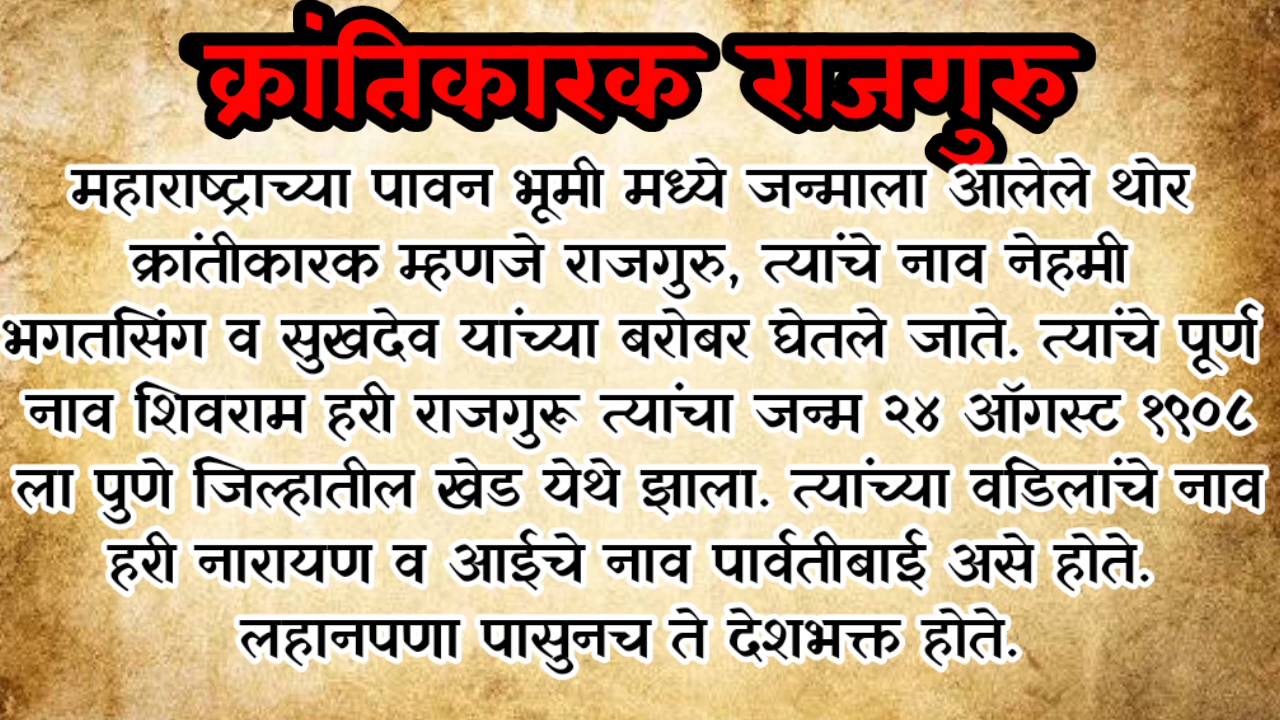 क्रांतिकारक राजगुरु
महाराष्ट्राच्या पावन भूमी मध्ये जन्माला आलेले थोर
क्रांतीकारक म्हणजे राजगुरु, त्यांचे नाव नेहमी
भगतसिंग व सुखदेव यांच्या बरोबर घेतले जाते. त्यांचे पूर्ण
नाव शिवराम हरी राजगुरू त्यांचा जन्म २४ ऑगस्ट १९०८
ला पुणे जिल्हातील खेड येथे झाला. त्यांच्या वडिलांचे नाव
हरी नारायण व आईचे नाव पार्वतीबाई असे होते.
लहानपणा पासुनच ते देशभक्त होते.